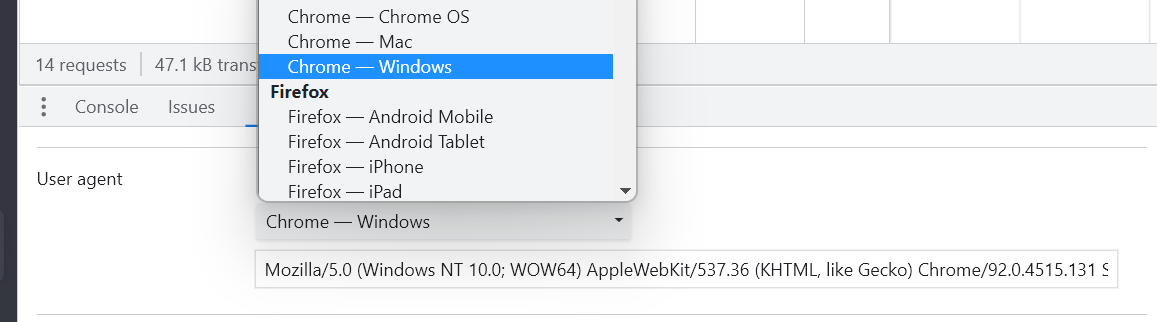 Chrome — Chrome OS
Chrome — Mac
14 requests 47.1 kB trans
Chrome — Windows
Firefox
Console Issues
Firefox — Android Mobile
Firefox — Android Tablet
Firefox — iPhone
User agent
Firefox — iPad
Chrome — Windows
Mozilla/5.0 (Windows NT 10.0; WOW64) AppleWebKit/537.36 (KHTML, like Gecko) Chrome/92.0.4515.131 S